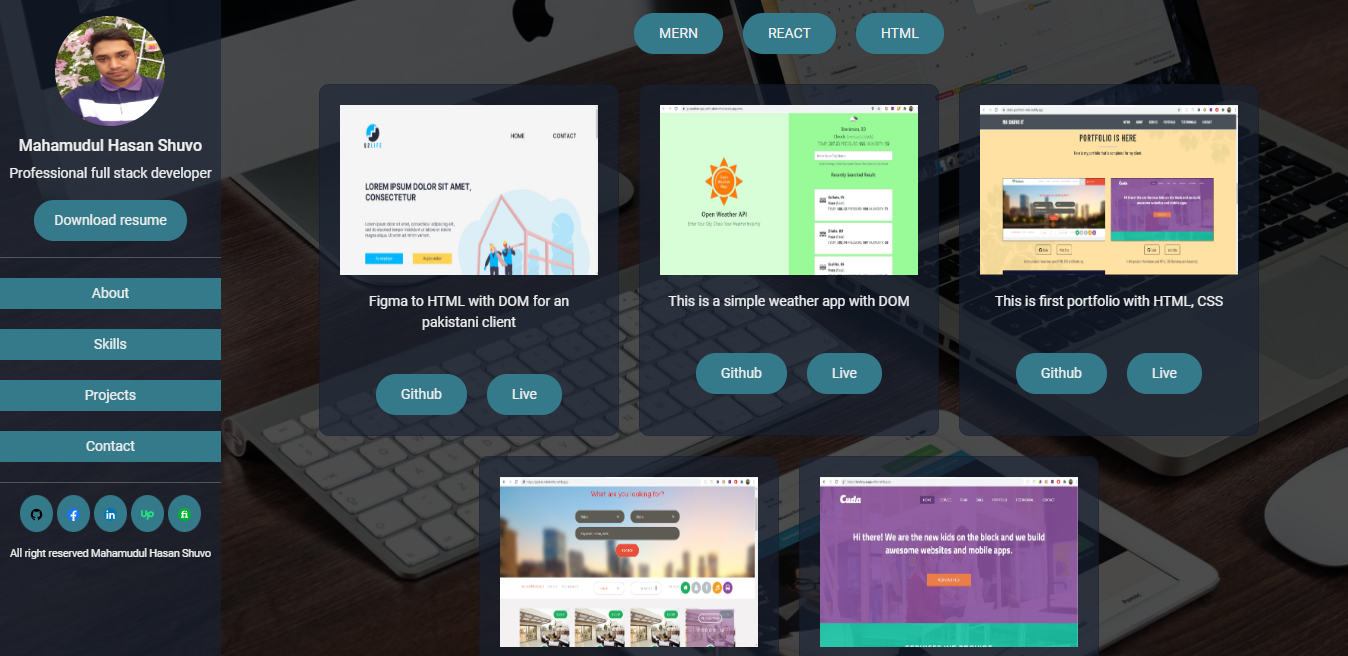 Mahamudul Hasan Shuvo
Professional full stack developer
Download resume
About
Skills
Projects
Contact
Up
fi
All right reserved Mahamudul Hasan Shuvo
MERN
REACT
HTML
HOME
CONTACT
LOREM IPSUM DOLOR SIT AMET,
CONSECTETUR
Figma to HTML with DOM for an
pakistani client
Github
Live
Open Weather API
Recently Searched Result
This is a simple weather app with DOM
Github
Live
PORTFOLIO IS HERE
This is first portfolio with HTML, CSS
Github
Live
What are you looking for?
Cuda
Hi there! We are the new kids on the block and we build
awesome websites and mobile apps.